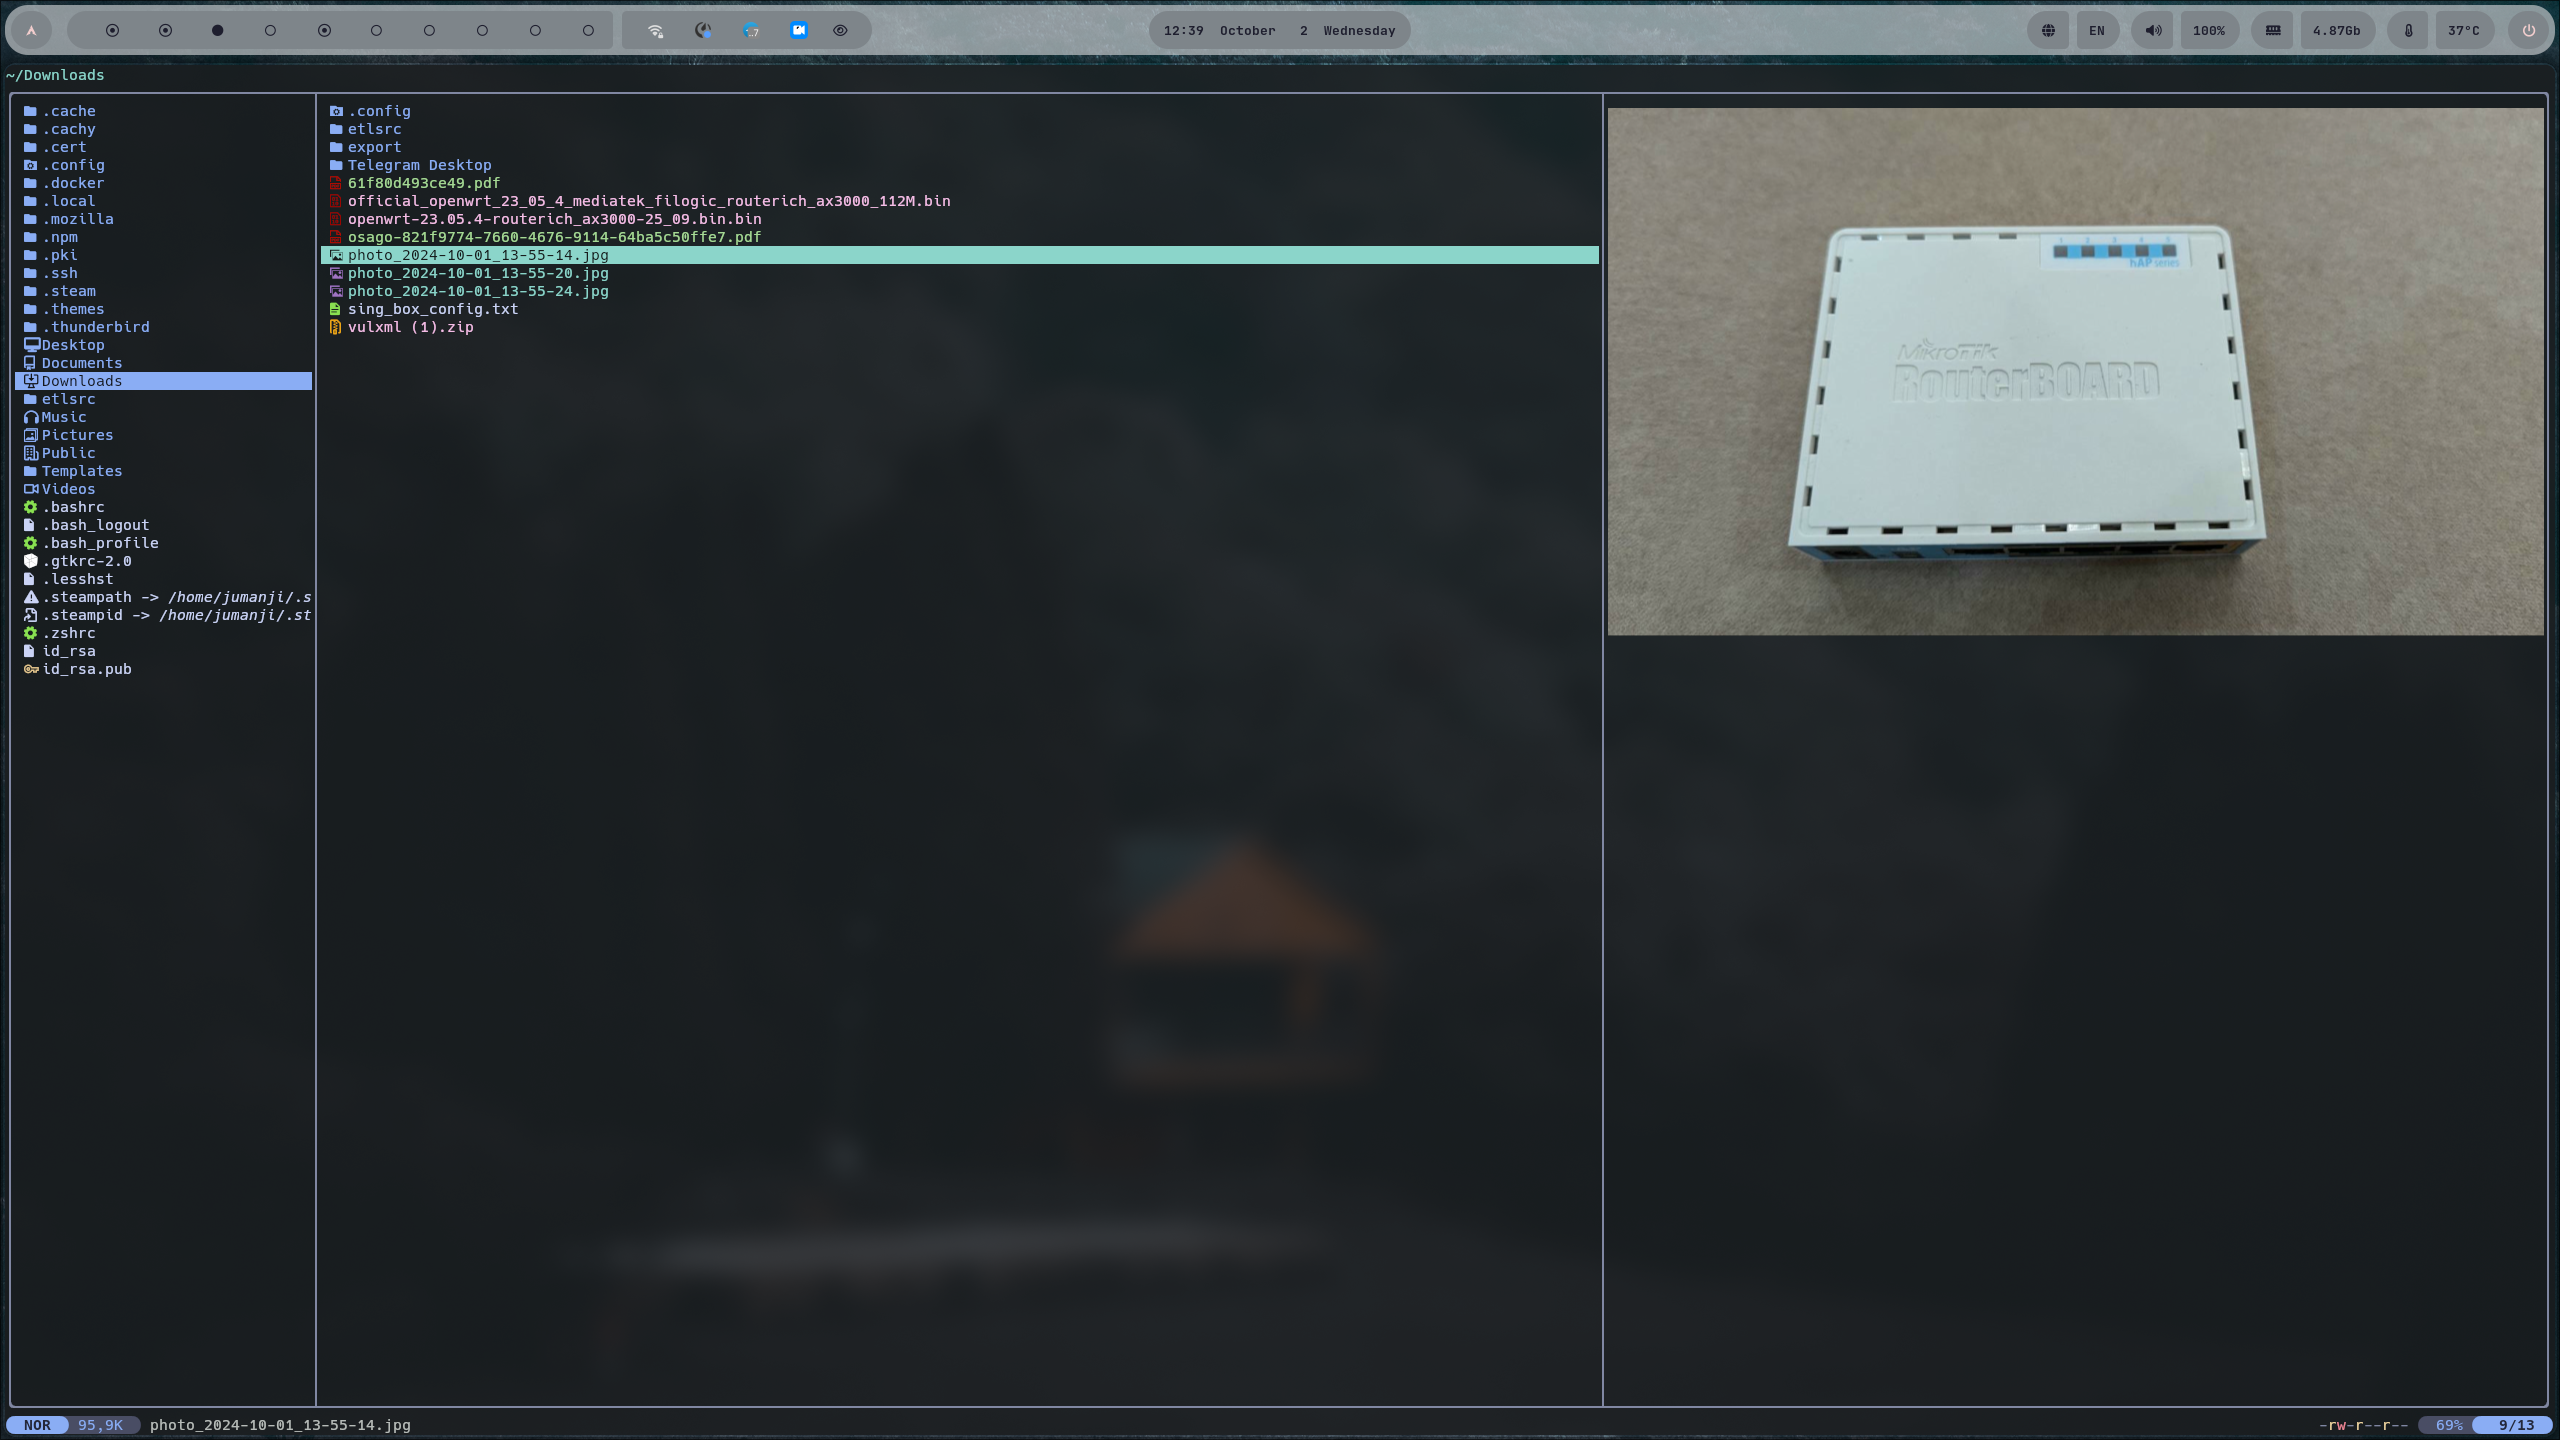 12:39 October 2 Wednesday
EN
100%
4.87Gb
37°C
~/Downloads
.cache
.cachy
.cert
.config
.docker
.local
.mozilla
.npm
.pki
.ssh
.steam
.themes
.thunderbird
Desktop
Documents
Downloads
etlsrc
Music
Pictures
Public
Templates
Videos
.bashrc
.bash_logout
.bash_profile
.gtkrc-2.0
.lesshst
.steampath -> /home/jumanji/.s
.steampid -> /home/jumanji/.st
.zshrc
id_rsa
id_rsa.pub
.config
etlsrc
export
Telegram Desktop
61f80d493ce49.pdf
official_openwrt_23_05_4_mediatek_filogic_routerich_ax3000_112M.bin
openwrt-23.05.4-routerich_ax3000-25_09.bin.bin
osago-821f9774-7660-4676-9114-64ba5c50ffe7.pdf
photo_2024-10-01_13-55-14.jpg
photo_2024-10-01_13-55-20.jpg
photo_2024-10-01_13-55-24.jpg
sing_box_config.txt
vulxml (1).zip
hAP series
MikroTik
RouterBOARD
NOR 95,9K photo_2024-10-01_13-55-14.jpg
-rw-r--r-- 69% 9/13